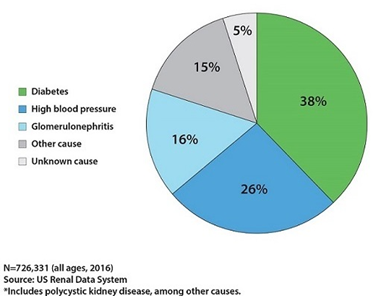 5%
15%
38%
16%
26%
Diabetes
High blood pressure
Glomerulonephritis
Other cause
Unknown cause
N=726,331 (all ages, 2016)
Source: US Renal Data System
*Includes polycystic kidney disease, among other causes.